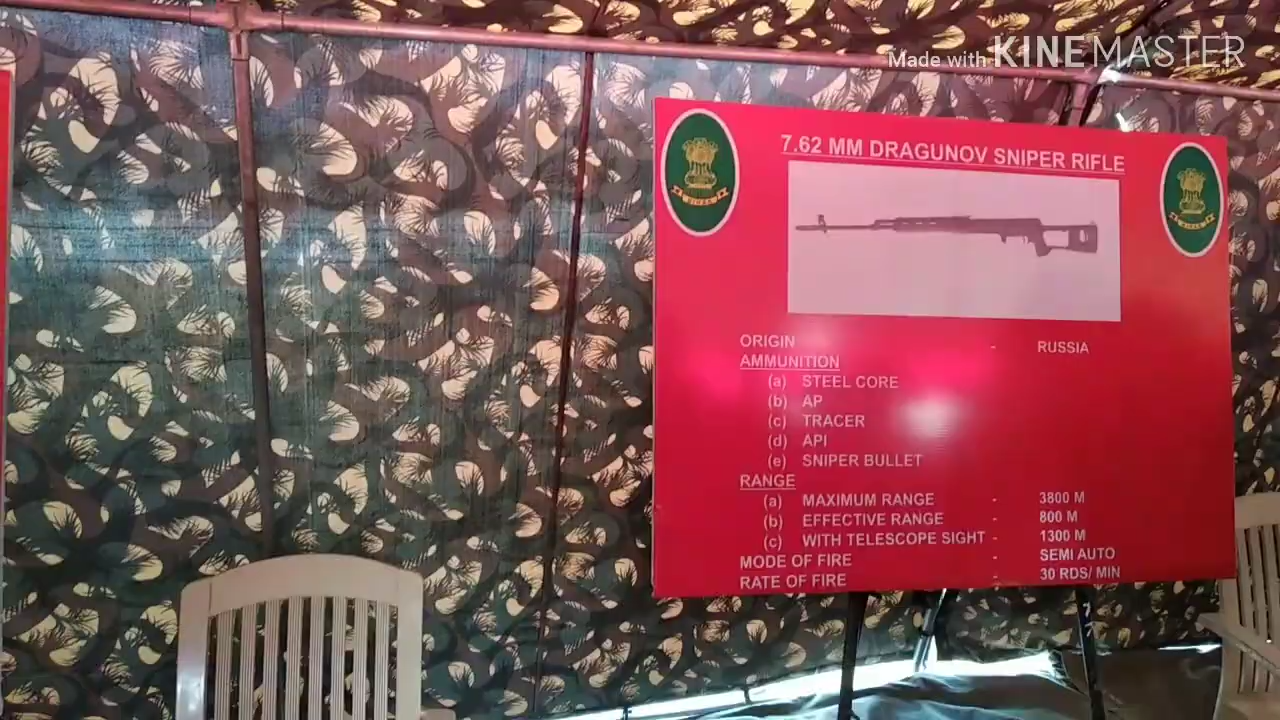 Made with KINEMASTER
7.62 MM DRAGUNOV SNIPER RIFLE
BIHAR
BIHAR
ORIGIN - RUSSIA
AMMUNITION
(a) STEEL CORE
(b) AP
(c) TRACER
(d) API
(e) SNIPER BULLET
RANGE
(a) MAXIMUM RANGE - 3800 M
(b) EFFECTIVE RANGE - 800 M
(c) WITH TELESCOPE SIGHT - 1300 M
MODE OF FIRE - SEMI AUTO
RATE OF FIRE - 30 RDS/ MIN